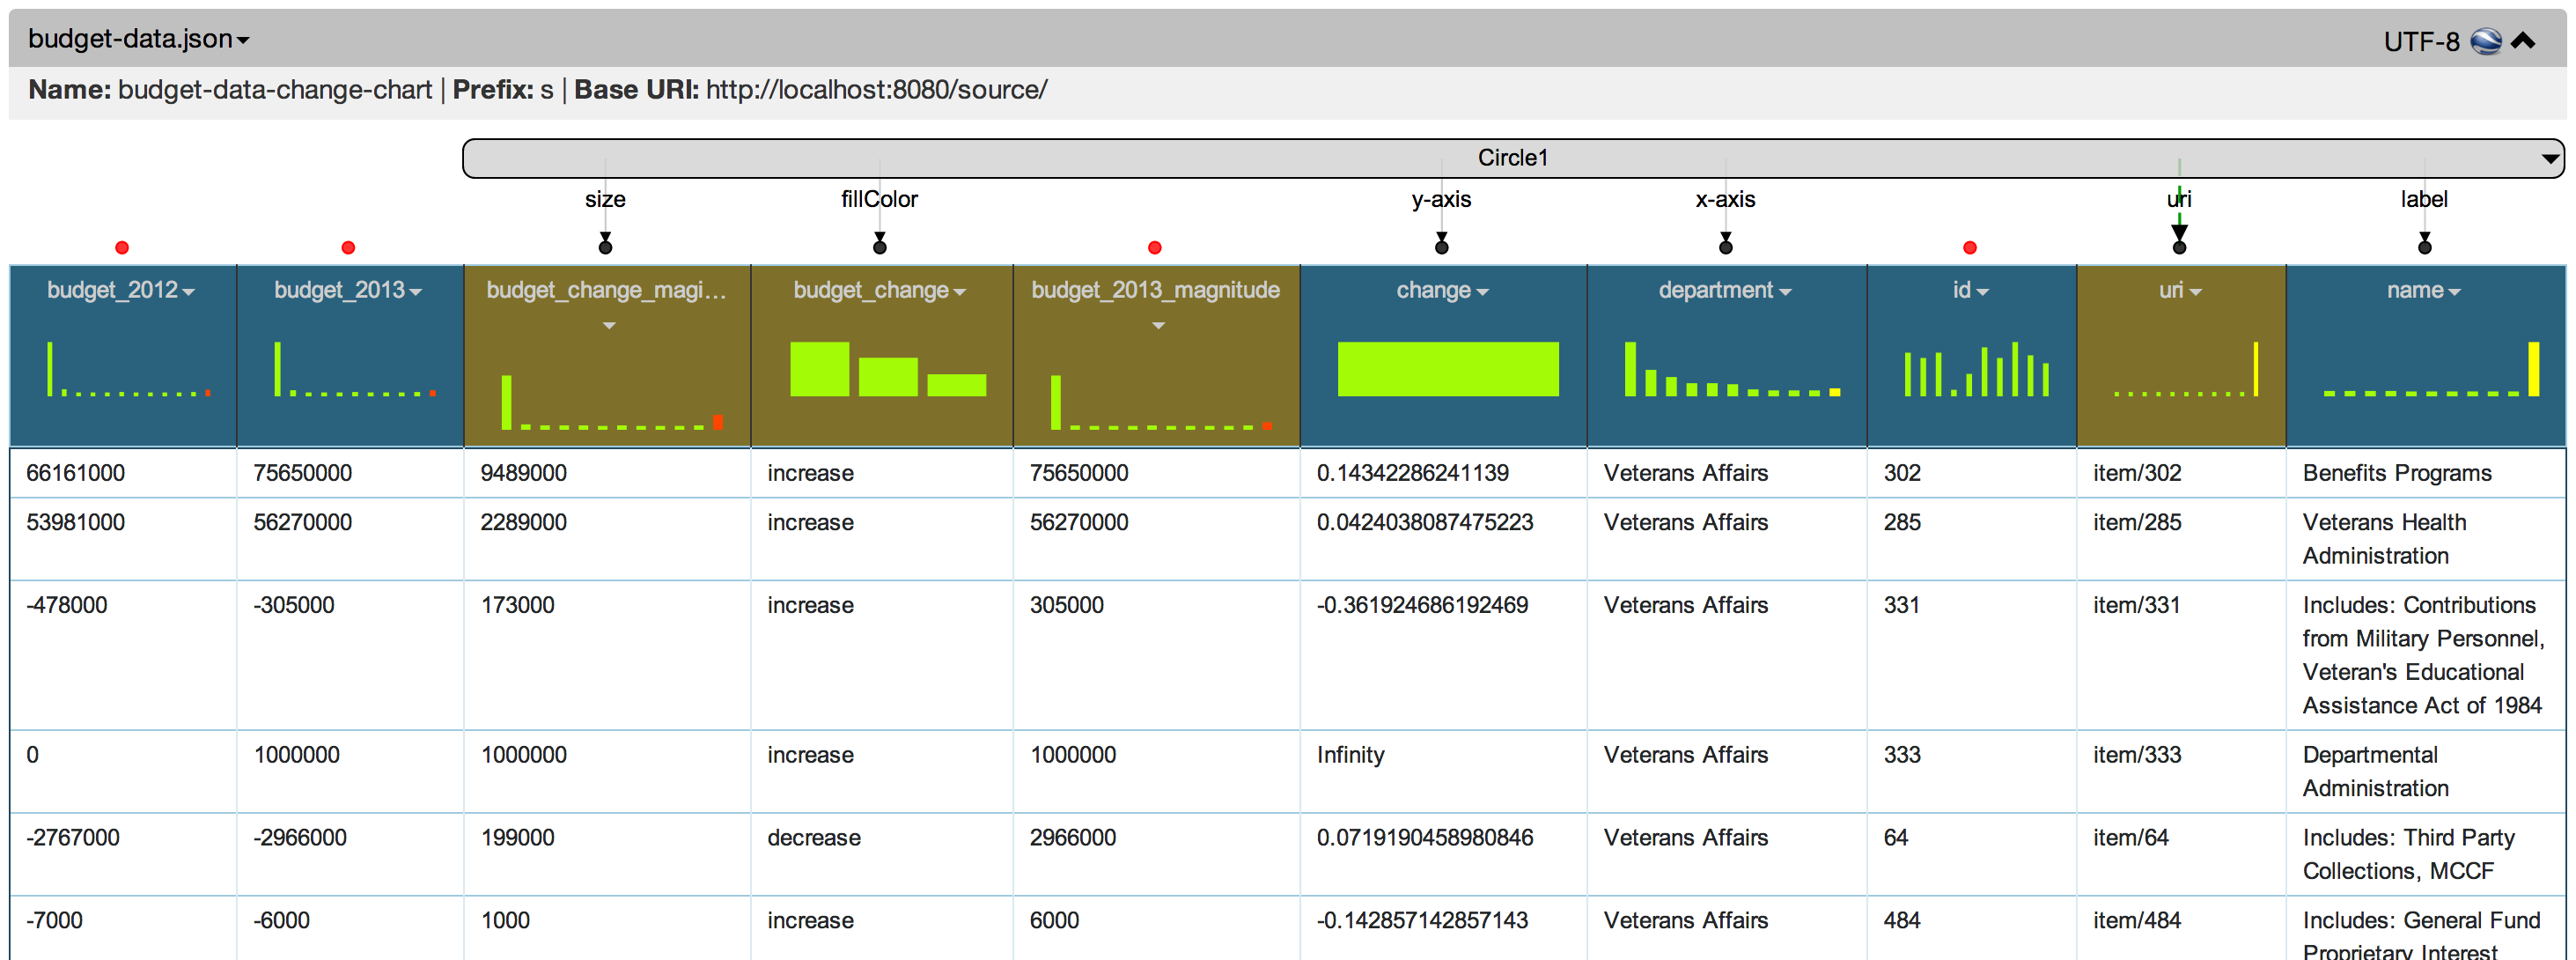 budget-data.json
UTF-8
Name: budget-data-change-chart | Prefix: s | Base URI: http://localhost:8080/source/
Circle1
size fillColor y-axis x-axis uri label
budget_2012 budget_2013 budget_change_magi... budget_change budget_2013_magnitude change department id uri name
66161000 75650000 9489000 increase 75650000 0.14342286241139 Veterans Affairs 302 item/302 Benefits Programs
53981000 56270000 2289000 increase 56270000 0.0424038087475223 Veterans Affairs 285 item/285 Veterans Health
Administration
-478000 -305000 173000 increase 305000 -0.361924686192469 Veterans Affairs 331 item/331 Includes: Contributions
from Military Personnel,
Veteran's Educational
Assistance Act of 1984
0 1000000 1000000 increase 1000000 Infinity Veterans Affairs 333 item/333 Departmental
Administration
-2767000 -2966000 199000 decrease 2966000 0.0719190458980846 Veterans Affairs 64 item/64 Includes: Third Party
Collections, MCCF
-7000 -6000 1000 increase 6000 -0.142857142857143 Veterans Affairs 484 item/484 Includes: General Fund
Proprietary Interest